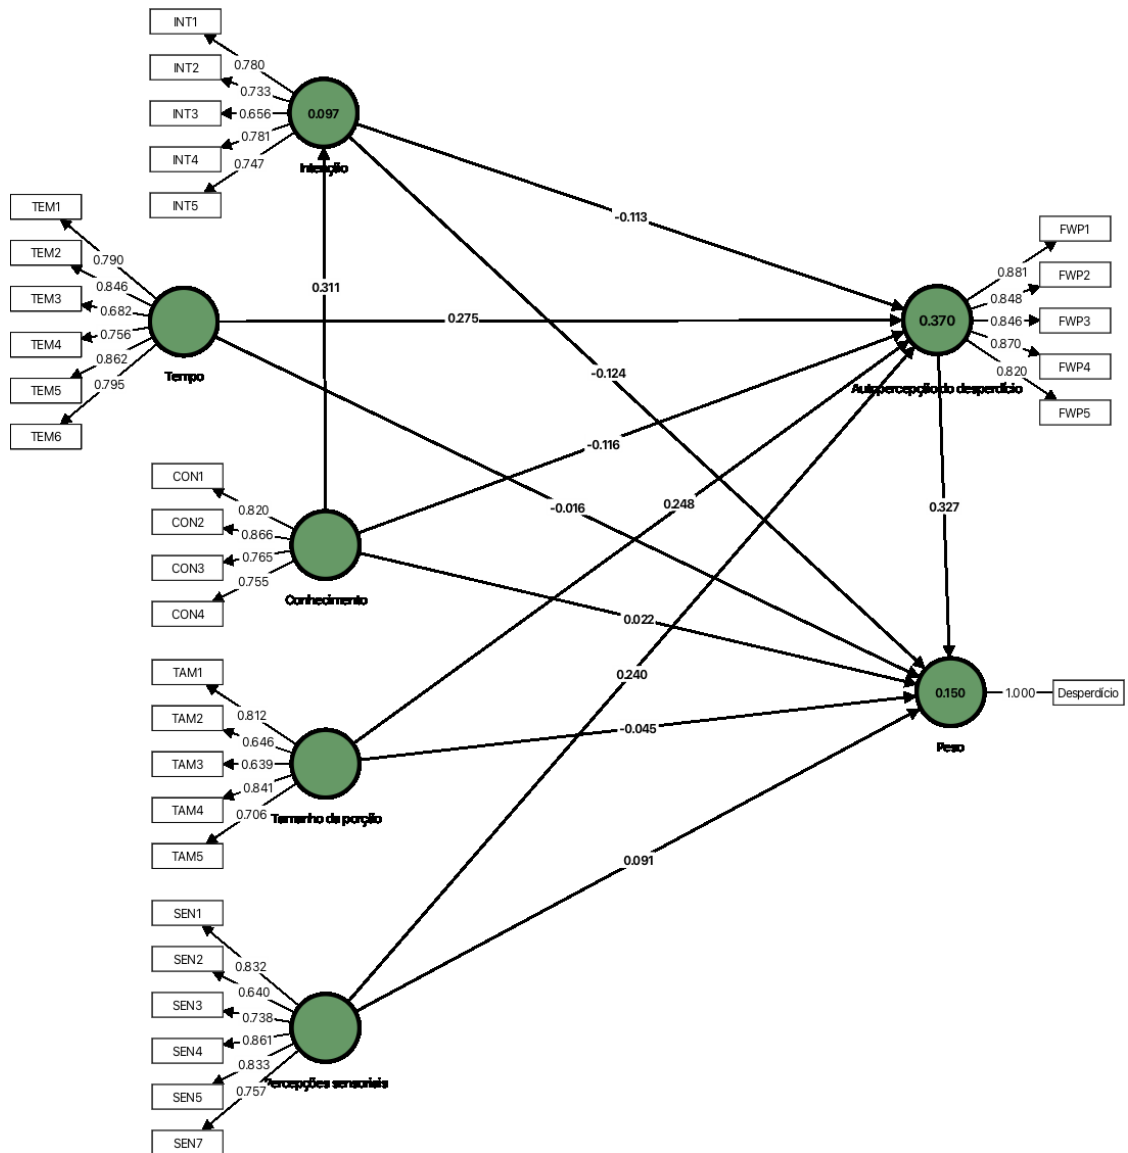 INT1
0.780
INT2
0.733
INT3
0.656
INT4
0.781
INT5
0.747
0.097
Intenção
TEM1
0.790
TEM2
0.846
TEM3
0.682
TEM4
0.756
TEM5
0.862
TEM6
0.795
Tempo
CON1
0.820
CON2
0.866
CON3
0.765
CON4
0.755
Conhecimento
TAM1
0.812
TAM2
0.646
TAM3
0.639
TAM4
0.841
TAM5
0.706
Tamanho da porção
SEN1
0.832
SEN2
0.640
SEN3
0.738
SEN4
0.861
SEN5
0.833
SEN7
0.757
Percepções sensoriais
0.311
-0.113
0.275
-0.124
-0.116
-0.016
0.248
0.022
0.240
-0.045
0.091
0.327
0.370
Autopercepção do desperdício
FWP1
0.881
FWP2
0.848
FWP3
0.846
FWP4
0.870
FWP5
0.820
0.150
Peso
1.000
Desperdício